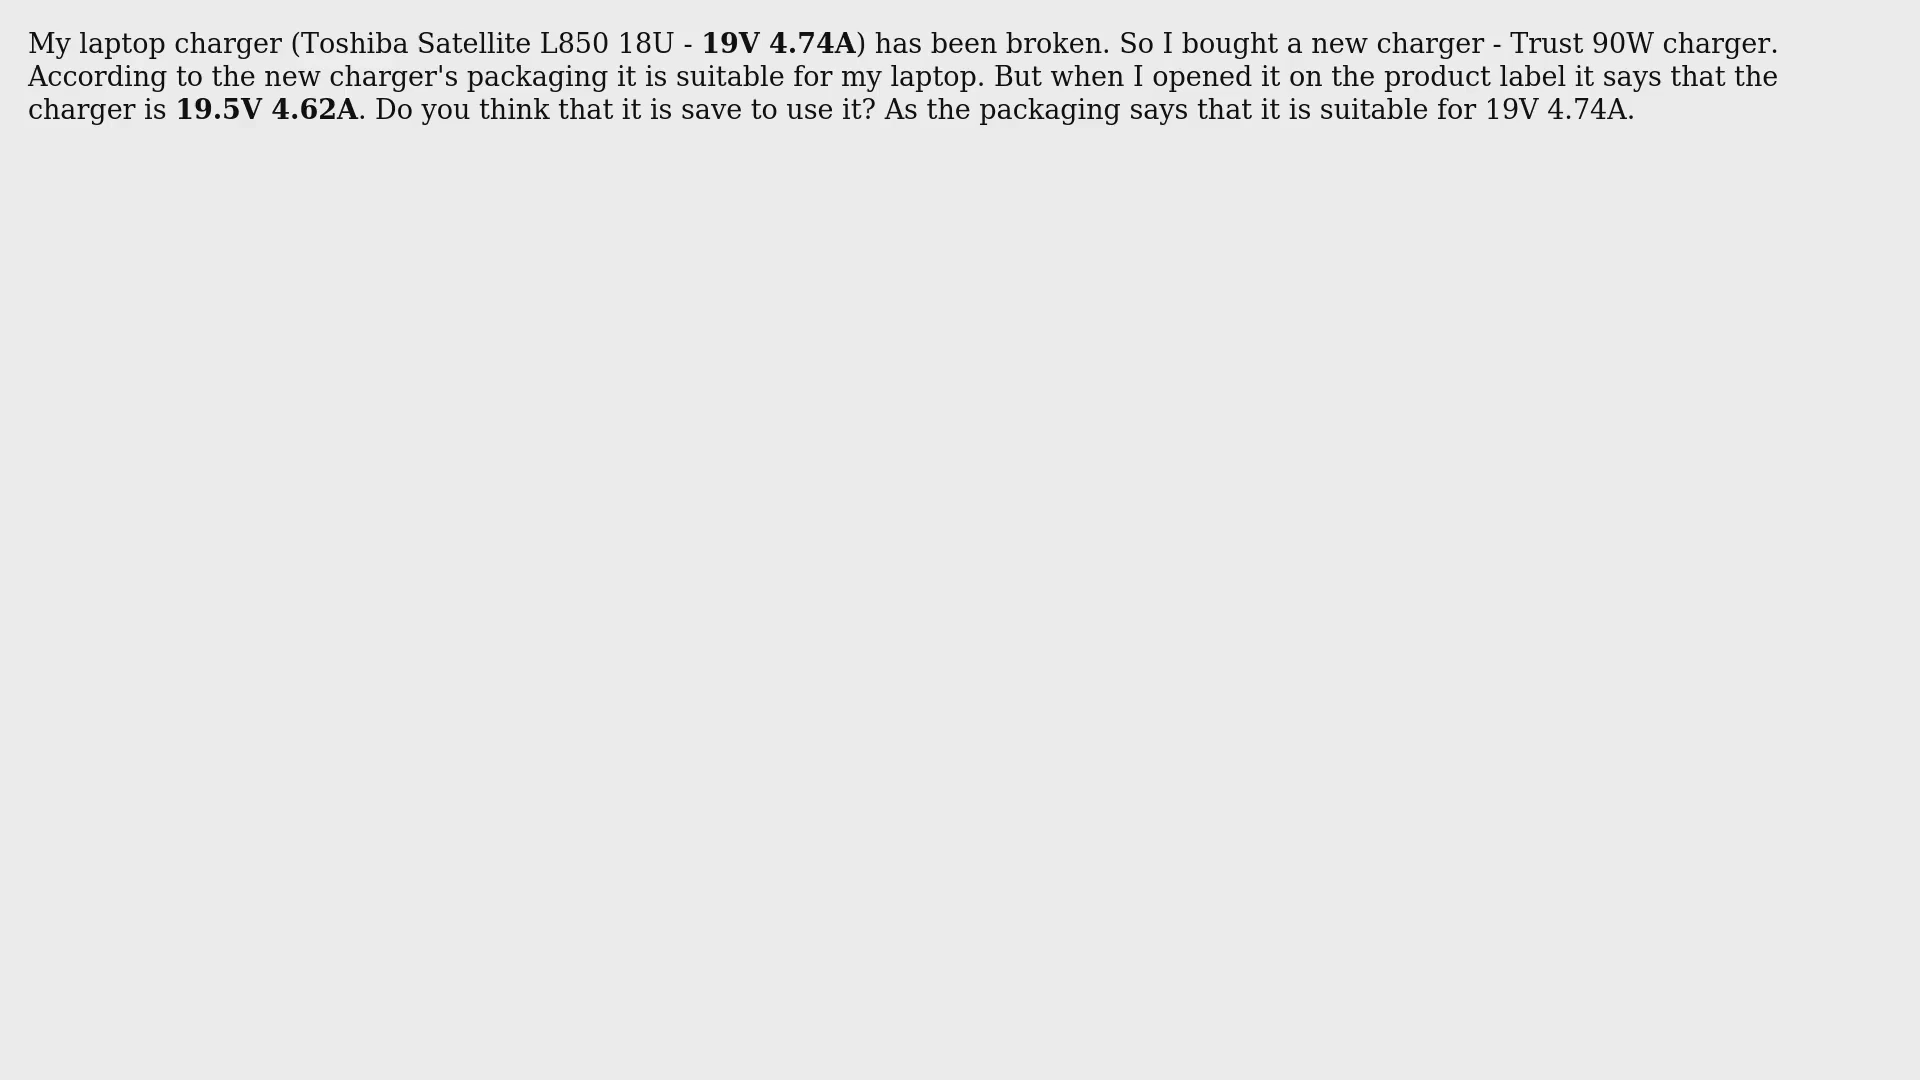 My laptop charger (Toshiba Satellite L850 18U - 19V 4.74A) has been broken. So I bought a new charger - Trust 90W charger.
According to the new charger's packaging it is suitable for my laptop. But when I opened it on the product label it says that the
charger is 19.5V 4.62A. Do you think that it is save to use it? As the packaging says that it is suitable for 19V 4.74A.